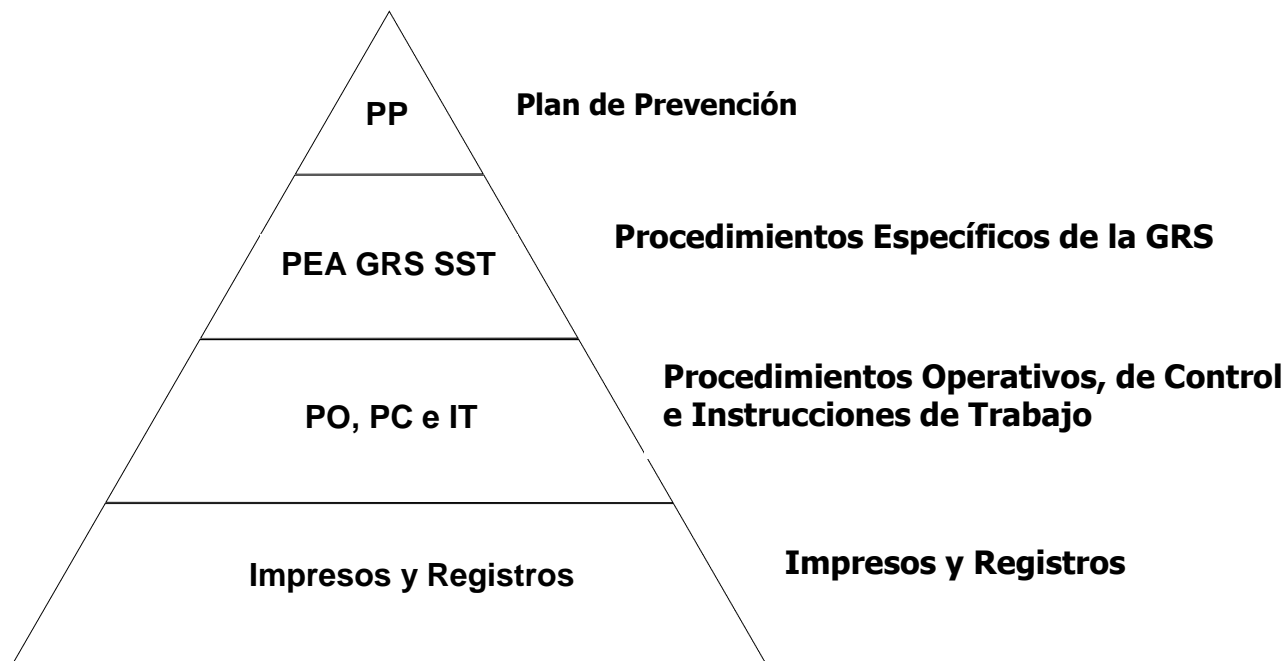 PP
Plan de Prevención
PEA GRS SST
Procedimientos Específicos de la GRS
PO, PC e IT
Procedimientos Operativos, de Control
e Instrucciones de Trabajo
Impresos y Registros
Impresos y Registros